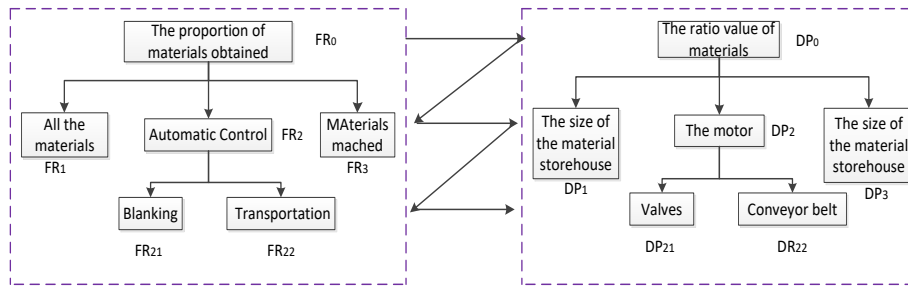 The proportion of
materials obtained
FR0
All the
materials
FR1
Automatic Control
FR2
MAterials
mached
FR3
Blanking
FR21
Transportation
FR22
The ratio value of
materials
DP0
The size of
the material
storehouse
DP1
The motor
DP2
The size of
the material
storehouse
DP3
Valves
DP21
Conveyor belt
DR22